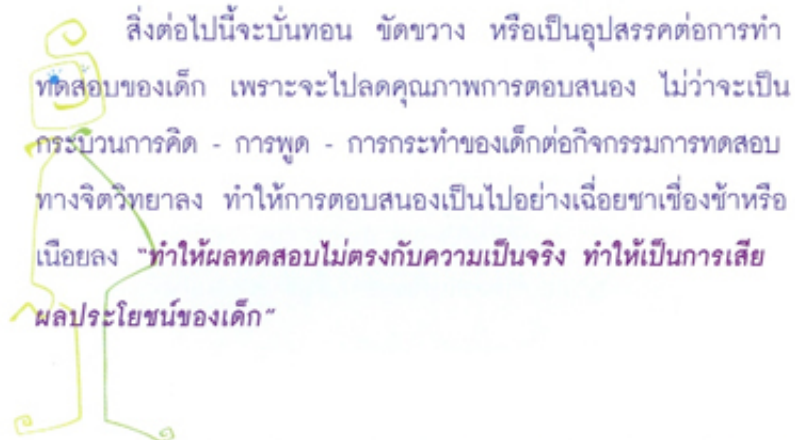 สิ่งต่อไปนี้จะบั่นทอน ขัดขวาง หรือเป็นอุปสรรคต่อการทำ
ทดสอบของเด็ก เพราะจะไปลดคุณภาพการตอบสนอง ไม่ว่าจะเป็น
กระบวนการคิด - การพูด - การกระทำของเด็กต่อกิจกรรมการทดสอบ
ทางจิตวิทยาลง ทำให้การตอบสนองเป็นไปอย่างเฉื่อยชาเชื่องช้าหรือ
เนือยลง "ทำให้ผลทดสอบไม่ตรงกับความเป็นจริง ทำให้เป็นการเสีย
ผลประโยชน์ของเด็ก"